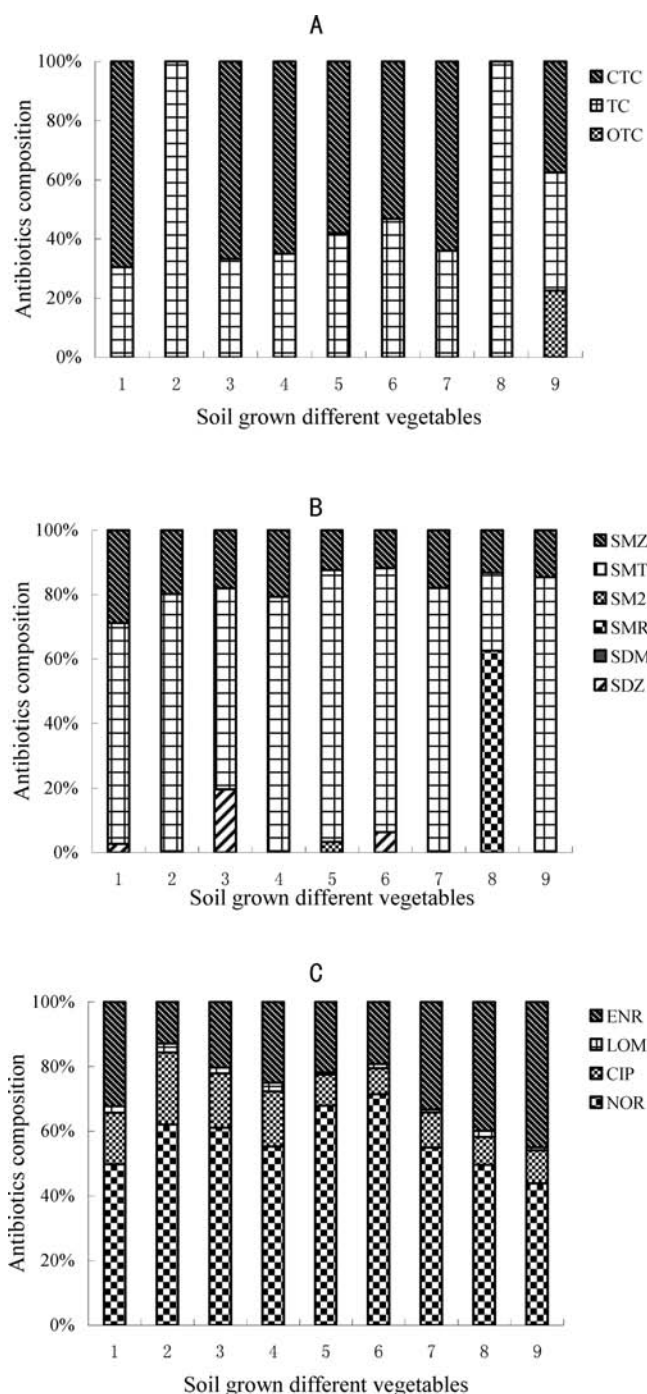 A
Antibiotics composition
100%
80%
60%
40%
20%
0%
1 2 3 4 5 6 7 8 9
Soil grown different vegetables
CTC
TC
OTC
B
Antibiotics composition
100%
80%
60%
40%
20%
0%
1 2 3 4 5 6 7 8 9
Soil grown different vegetables
SMZ
SMT
SM2
SMR
SDM
SDZ
C
Antibiotics composition
100%
80%
60%
40%
20%
0%
1 2 3 4 5 6 7 8 9
Soil grown different vegetables
ENR
LOM
CIP
NOR